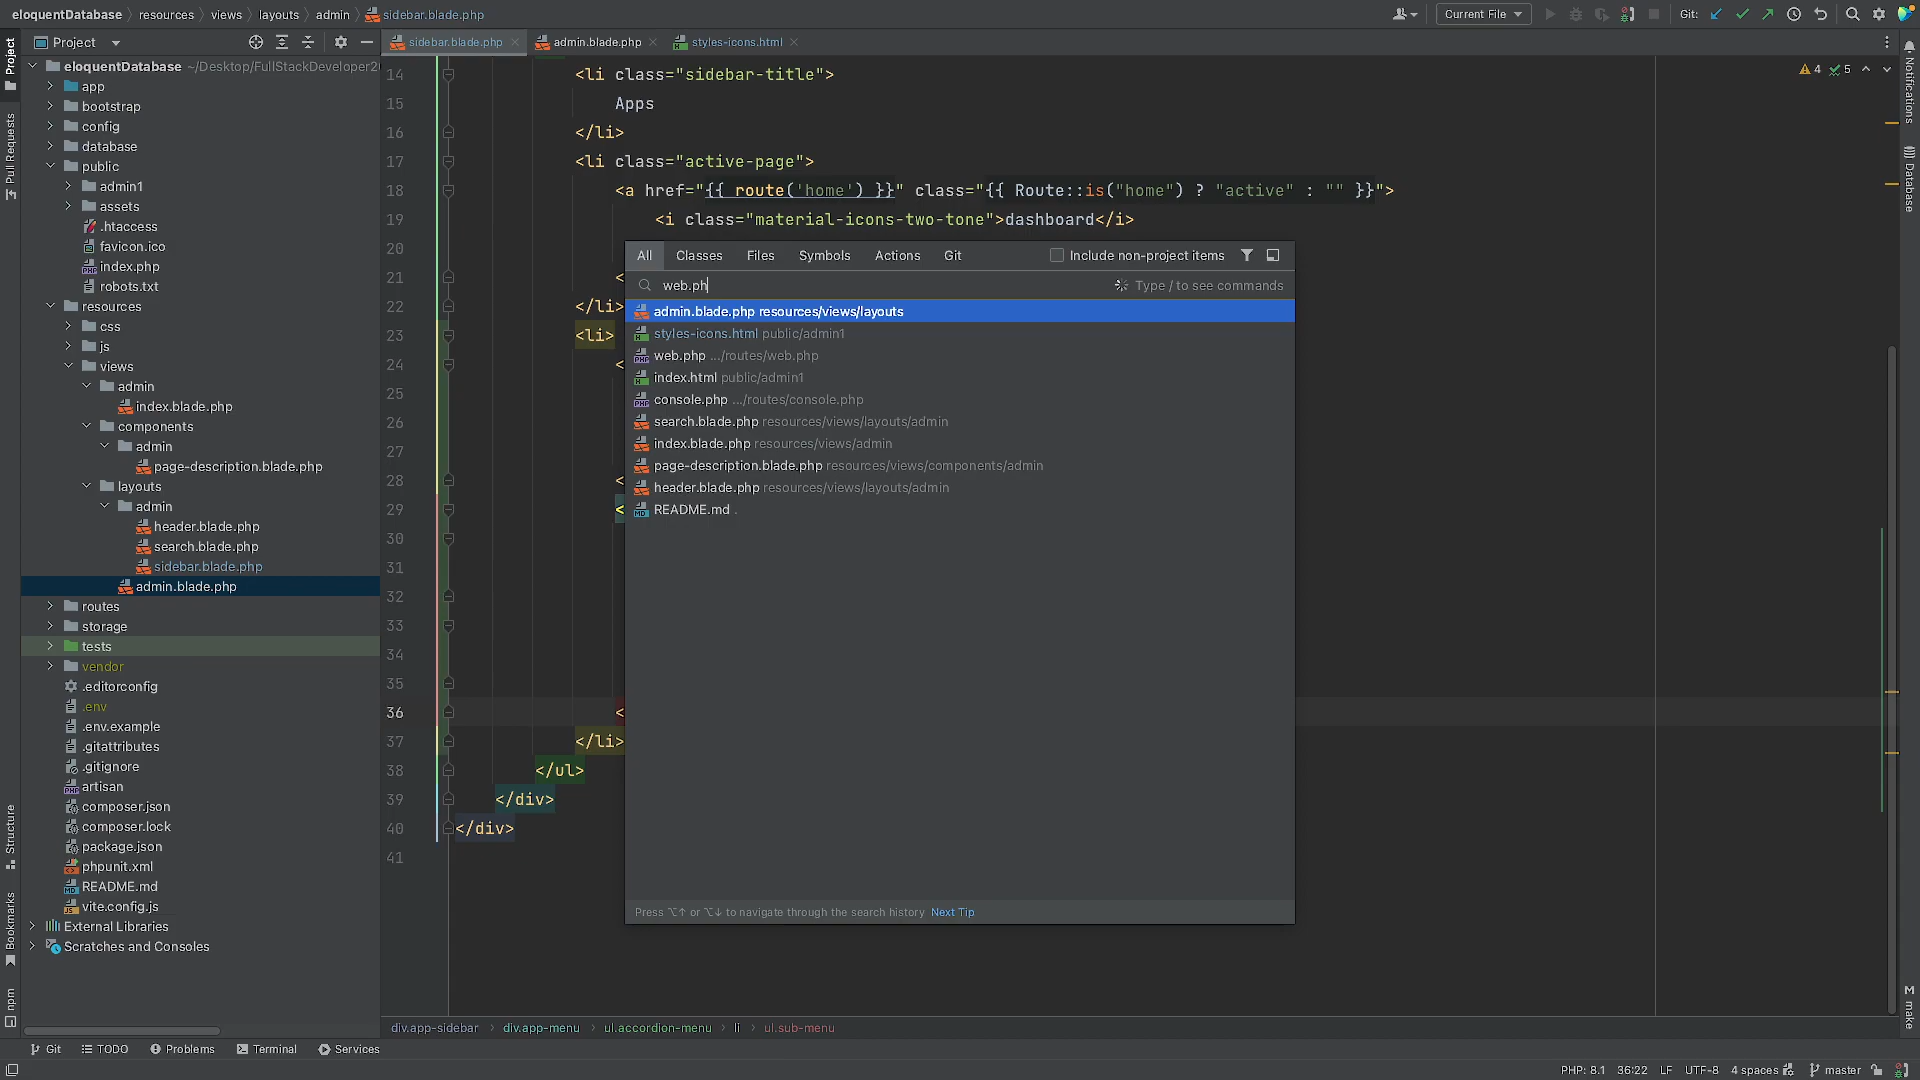 eloquentDatabase resources views layouts admin sidebar.blade.php
Current File
Git:
Project
sidebar.blade.php
admin.blade.php
styles-icons.html
eloquentDatabase ~/Desktop/FullStackDeveloper2
app
bootstrap
config
database
public
admin1
assets
.htaccess
favicon.ico
index.php
robots.txt
resources
css
js
views
admin
index.blade.php
components
admin
page-description.blade.php
layouts
admin
header.blade.php
search.blade.php
sidebar.blade.php
admin.blade.php
routes
storage
tests
vendor
.editorconfig
.env
.env.example
.gitattributes
.gitignore
artisan
composer.json
composer.lock
package.json
phpunit.xml
README.md
vite.config.js
External Libraries
Scratches and Consoles
Project
Pull Requests
Structure
Bookmarks
npm
4 5
14 <li class="sidebar-title">
15 Apps
16 </li>
17 <li class="active-page">
18 <a href="{{ route('home') }}" class="{{ Route::is("home") ? "active" : "" }}">
19 <i class="material-icons-two-tone">dashboard</i>
20
21 <
22 </li>
23 <li>
24 <
25
26
27
28 <
29 <
30
31
32
33
34
35
36 <
37 </li>
38 </ul>
39 </div>
40 </div>
41
All Classes Files Symbols Actions Git Include non-project items
web.ph Type / to see commands
admin.blade.php resources/views/layouts
styles-icons.html public/admin1
web.php .../routes/web.php
index.html public/admin1
console.php .../routes/console.php
search.blade.php resources/views/layouts/admin
index.blade.php resources/views/admin
page-description.blade.php resources/views/components/admin
header.blade.php resources/views/layouts/admin
README.md .
Press ⌥↑ or ⌥↓ to navigate through the search history Next Tip
Notifications
Database
make
div.app-sidebar div.app-menu ul.accordion-menu li ul.sub-menu
Git TODO Problems Terminal Services
PHP: 8.1 36:22 LF UTF-8 4 spaces master